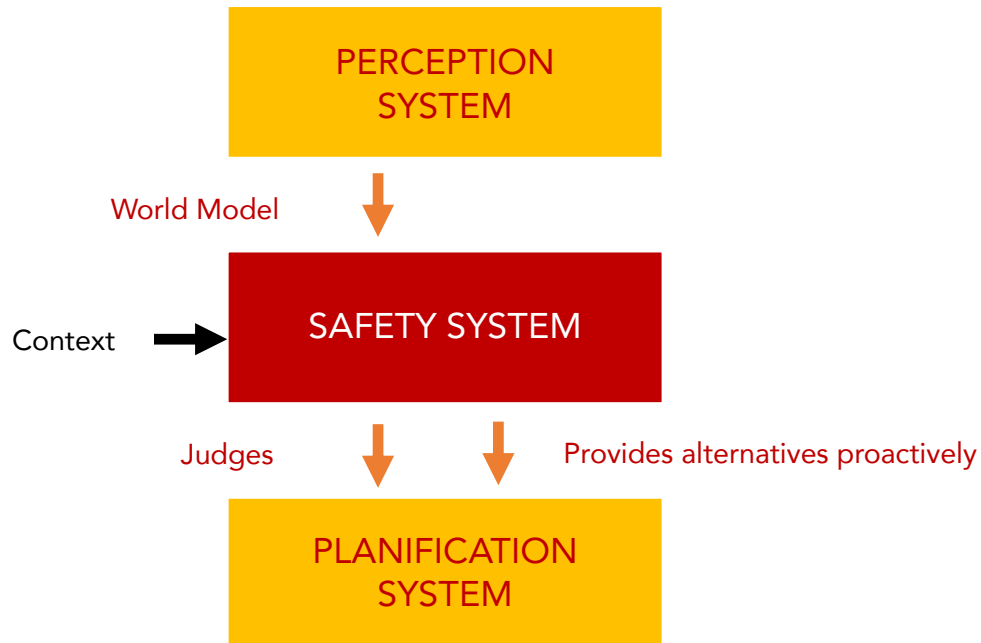 PERCEPTION
SYSTEM
World Model
SAFETY SYSTEM
Context
Judges
Provides alternatives proactively
PLANIFICATION
SYSTEM